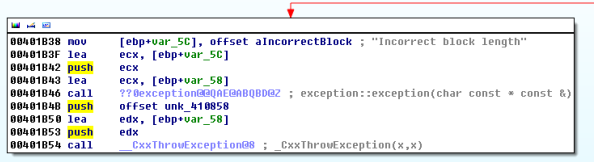 00401B38 mov [ebp+var_5C], offset aIncorrectBlock ; "Incorrect block length"
00401B3F lea ecx, [ebp+var_5C]
00401B42 push ecx
00401B43 lea ecx, [ebp+var_58]
00401B46 call ??0exception@@QAE@ABQBD@Z ; exception::exception(char const * const &)
00401B4B push offset unk_410858
00401B50 lea edx, [ebp+var_58]
00401B53 push edx
00401B54 call __CxxThrowException@8 ; _CxxThrowException(x,x)